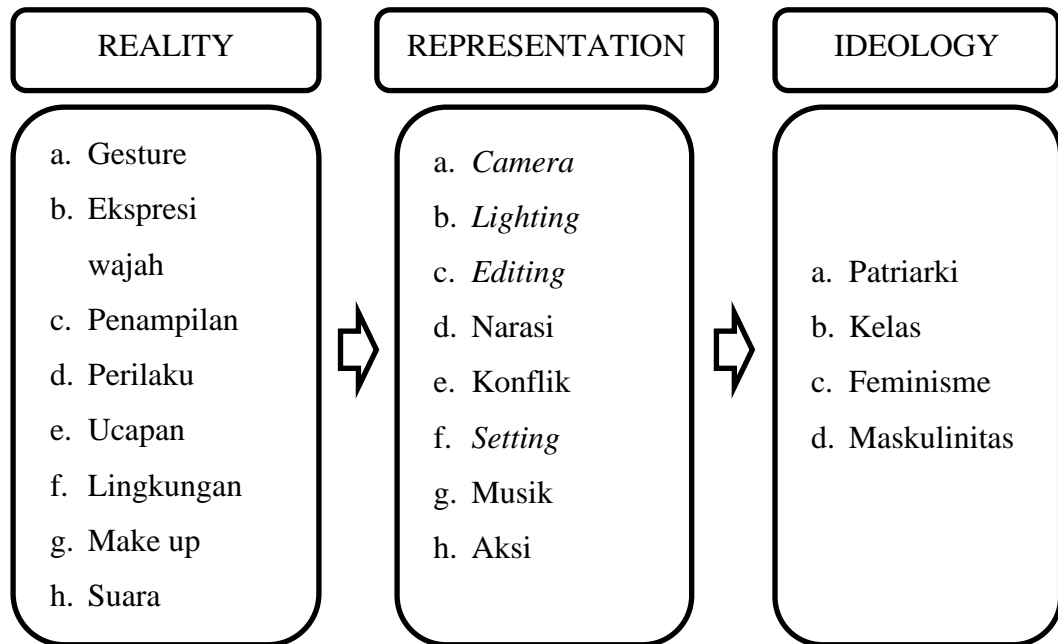 REALITY
a. Gesture
b. Ekspresi
wajah
c. Penampilan
d. Perilaku
e. Ucapan
f. Lingkungan
g. Make up
h. Suara
REPRESENTATION
a. Camera
b. Lighting
c. Editing
d. Narasi
e. Konflik
f. Setting
g. Musik
h. Aksi
IDEOLOGY
a. Patriarki
b. Kelas
c. Feminisme
d. Maskulinitas